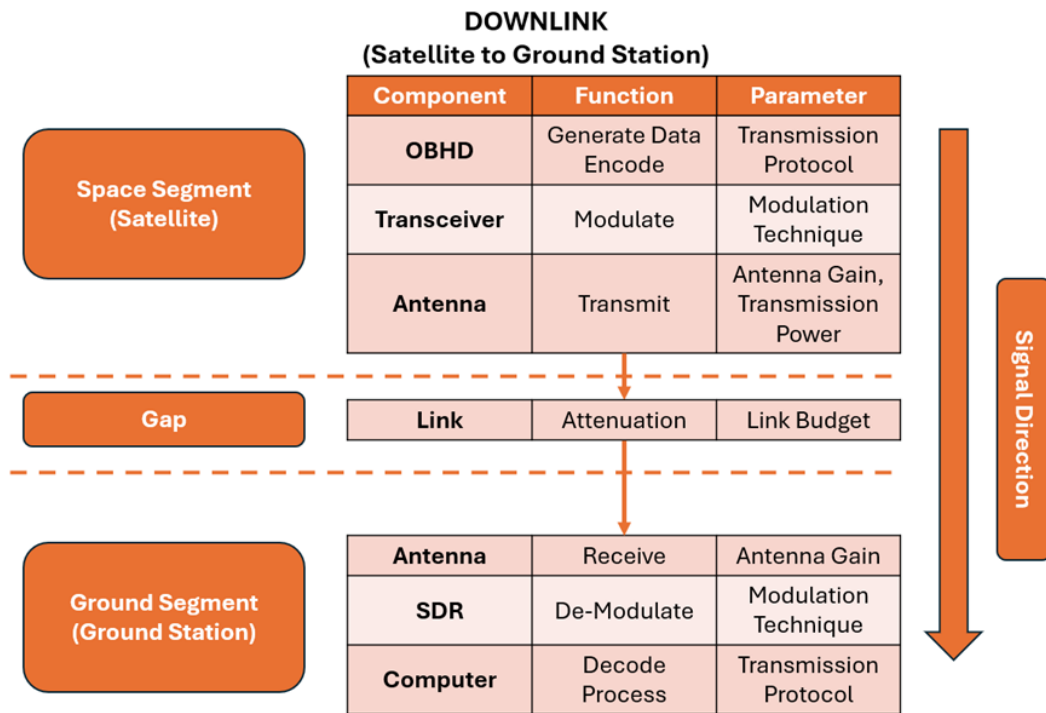 DOWNLINK
(Satellite to Ground Station)
Component Function Parameter
Space Segment
(Satellite)
OBHD
Generate Data
Encode
Transmission
Protocol
Transceiver
Modulate
Modulation
Technique
Antenna
Transmit
Antenna Gain,
Transmission
Power
Gap
Link Attenuation Link Budget
Ground Segment
(Ground Station)
Antenna Receive Antenna Gain
SDR
De-Modulate
Modulation
Technique
Computer
Decode
Process
Transmission
Protocol
Signal Direction